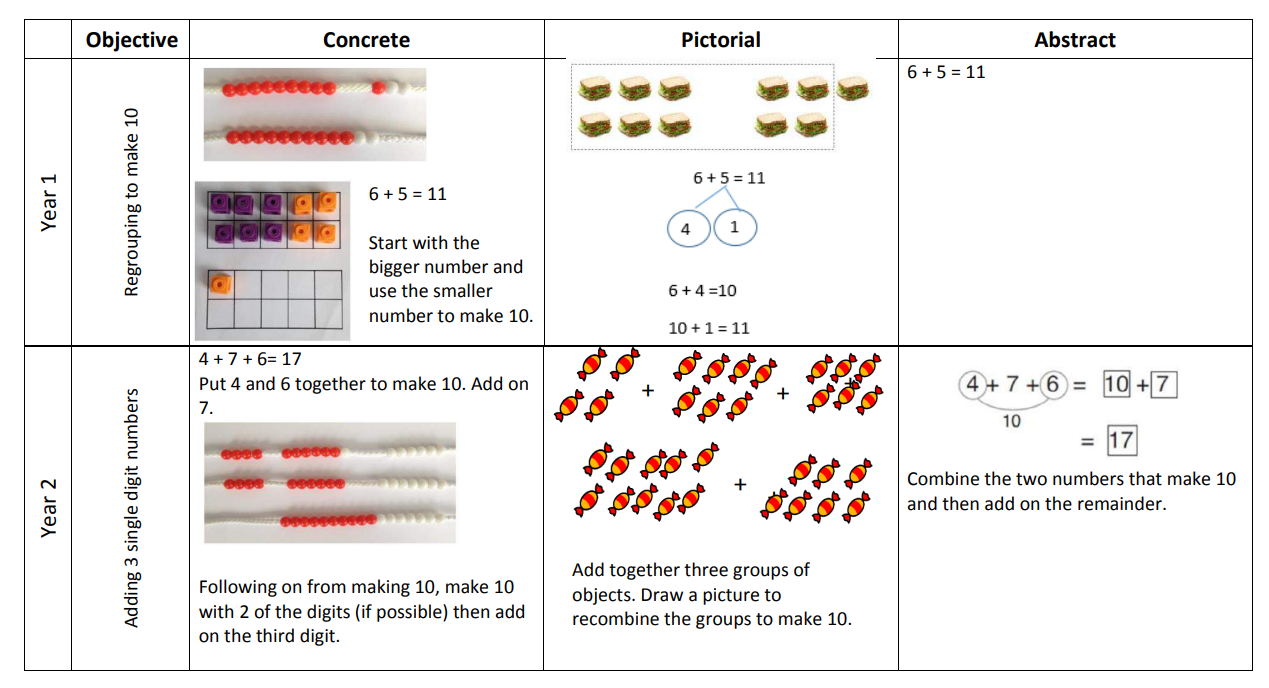 Objective
Concrete
Pictorial
Abstract
Year 1
Regrouping to make 10
6 + 5 = 11
Start with the
bigger number and
use the smaller
number to make 10.
6 + 5 = 11
4 1
6 + 4 =10
10 + 1 = 11
6 + 5 = 11
Year 2
Adding 3 single digit numbers
4 + 7 + 6= 17
Put 4 and 6 together to make 10. Add on
7.
Following on from making 10, make 10
with 2 of the digits (if possible) then add
on the third digit.
+ + +
+
Add together three groups of
objects. Draw a picture to
recombine the groups to make 10.
4 + 7 + 6 = 10 + 7
10
= 17
Combine the two numbers that make 10
and then add on the remainder.